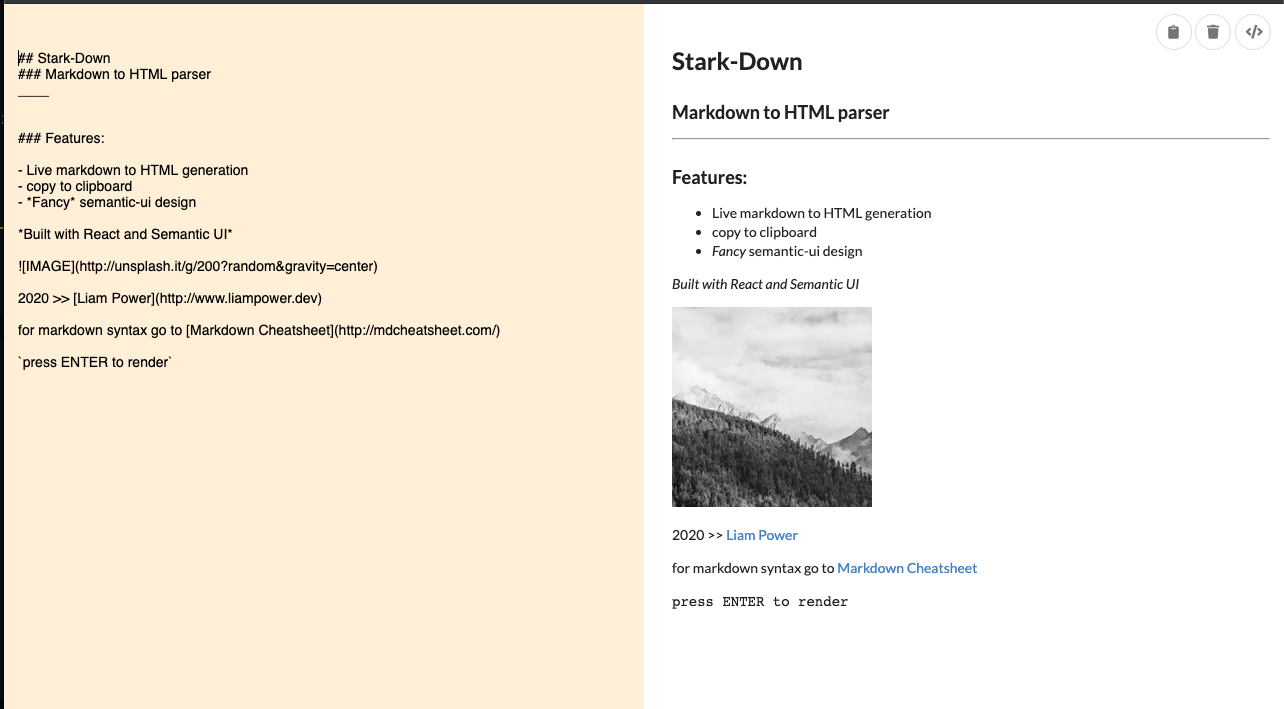 ## Stark-Down
### Markdown to HTML parser
____
### Features:
- Live markdown to HTML generation
- copy to clipboard
- *Fancy* semantic-ui design
*Built with React and Semantic UI*
![IMAGE](http://unsplash.it/g/200?random&gravity=center)
2020 >> [Liam Power](http://www.liampower.dev)
for markdown syntax go to [Markdown Cheatsheet](http://mdcheatsheet.com/)
`press ENTER to render`
Stark-Down
Markdown to HTML parser
Features:
• Live markdown to HTML generation
• copy to clipboard
• Fancy semantic-ui design
Built with React and Semantic UI
2020 >> Liam Power
for markdown syntax go to Markdown Cheatsheet
press ENTER to render